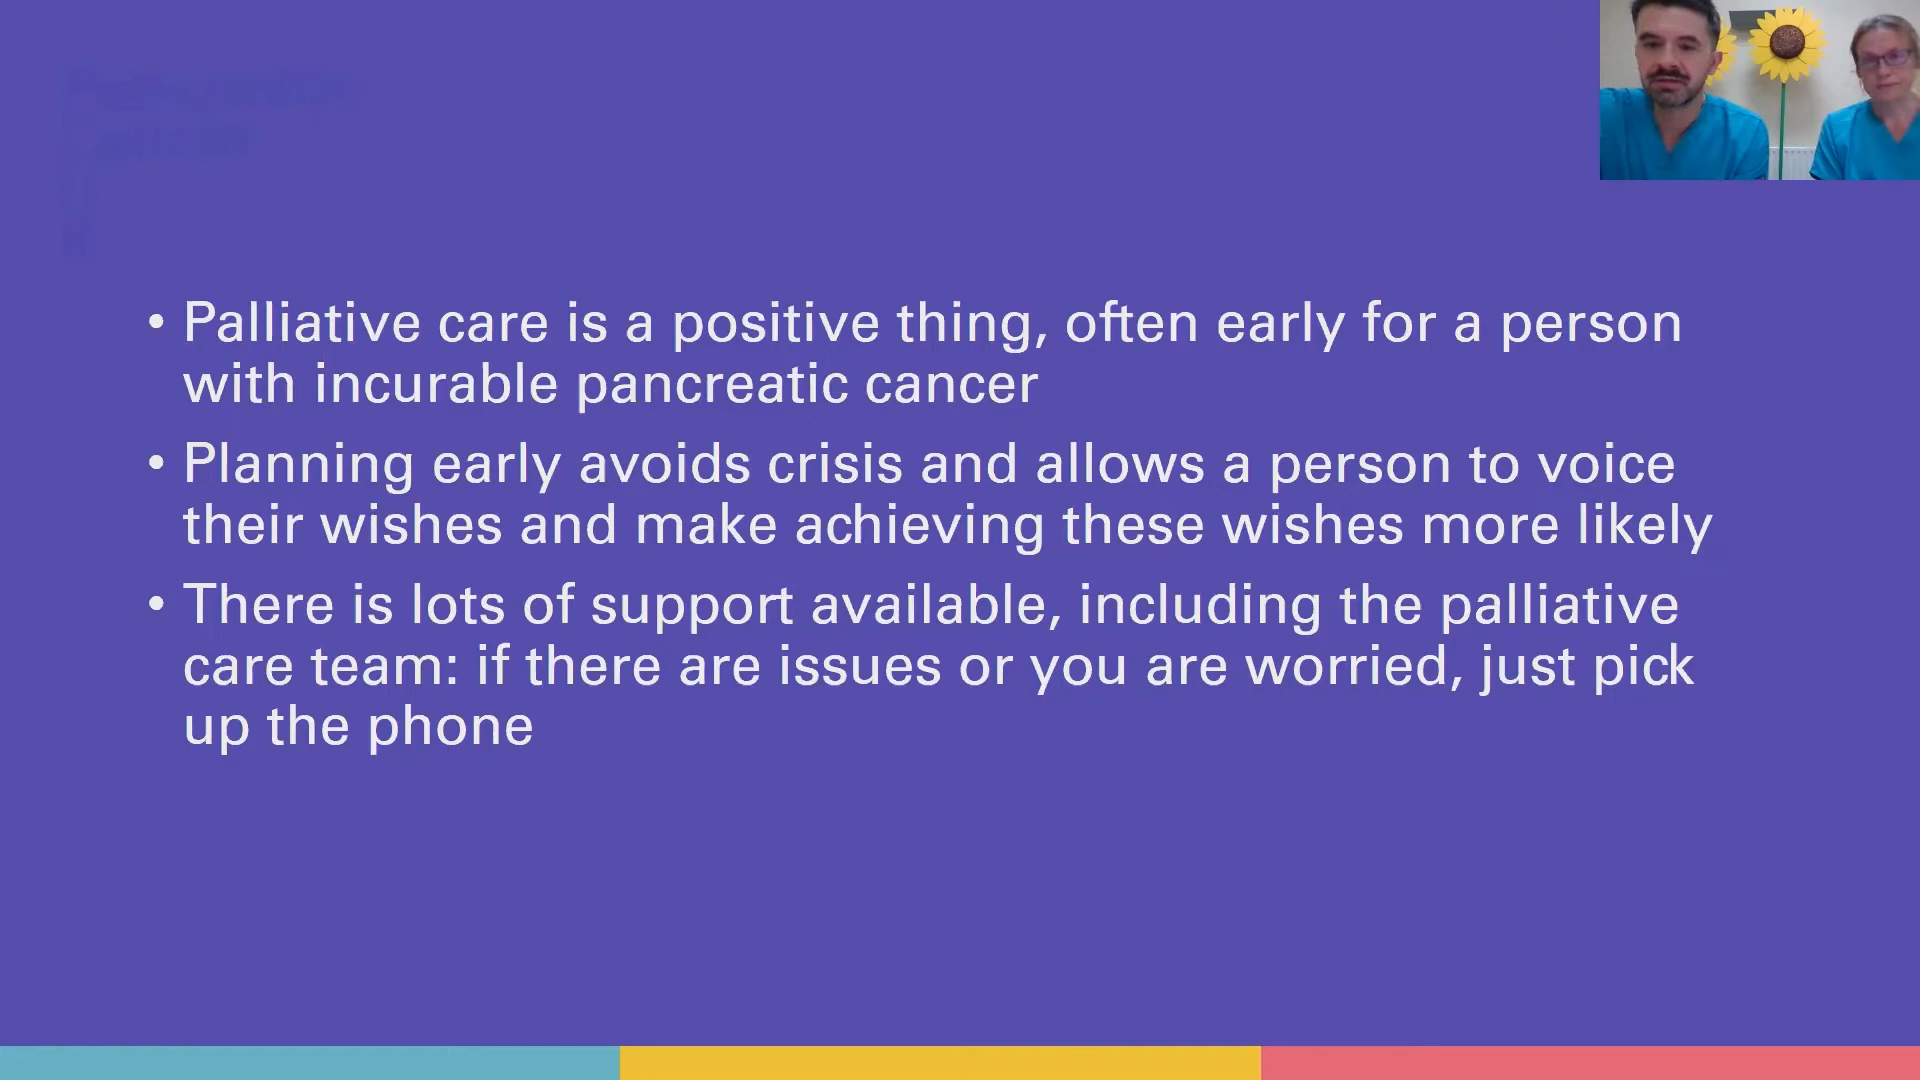 • Palliative care is a positive thing, often early for a person
with incurable pancreatic cancer
• Planning early avoids crisis and allows a person to voice
their wishes and make achieving these wishes more likely
• There is lots of support available, including the palliative
care team: if there are issues or you are worried, just pick
up the phone